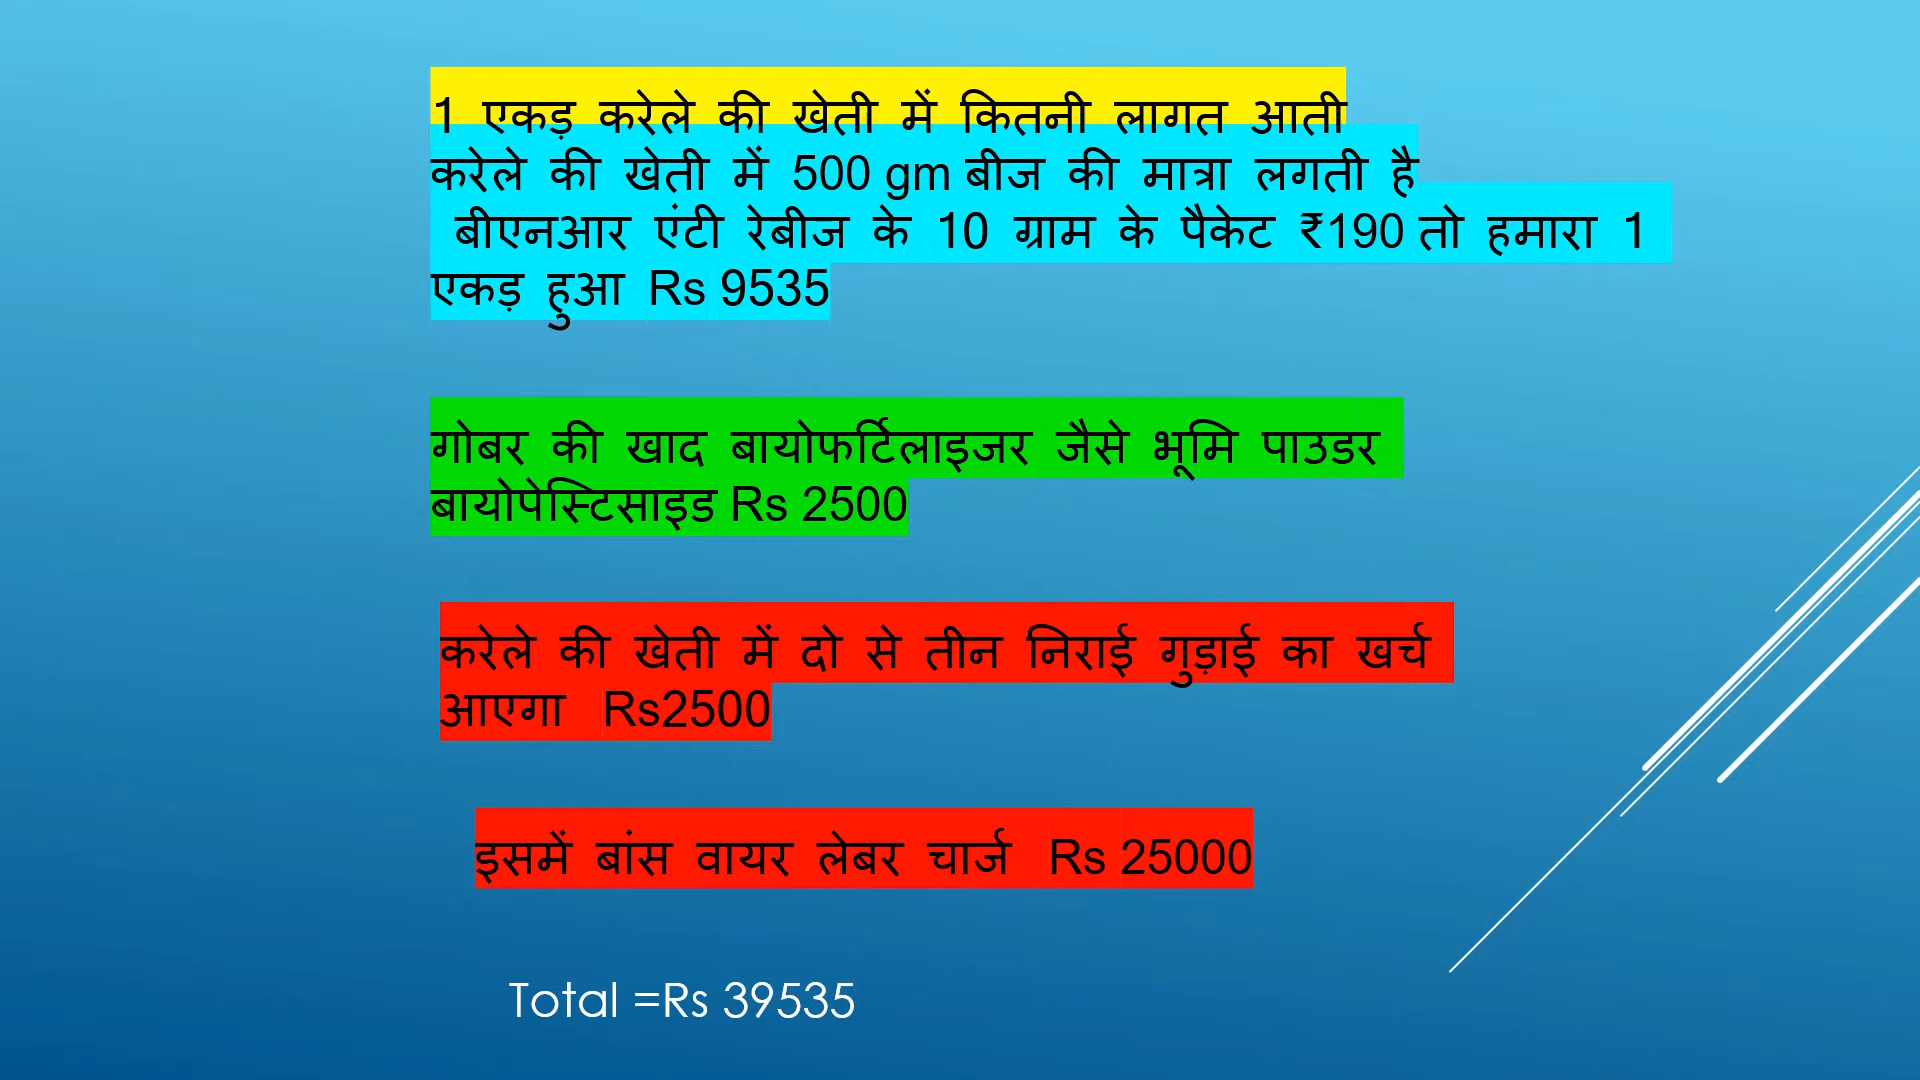 1 एकड़ करेले की खेती में कितनी लागत आती
करेले की खेती में 500 gm बीज की मात्रा लगती है
बीएनआर एंटी रेबीज के 10 ग्राम के पैकेट ₹190 तो हमारा 1
एकड़ हुआ Rs 9535
गोबर की खाद बायोफर्टिलाइजर जैसे भूमि पाउडर
बायोपेस्टिसाइड Rs 2500
करेले की खेती में दो से तीन निराई गुड़ाई का खर्च
आएगा Rs2500
इसमें बांस वायर लेबर चार्ज Rs 25000
Total =Rs 39535